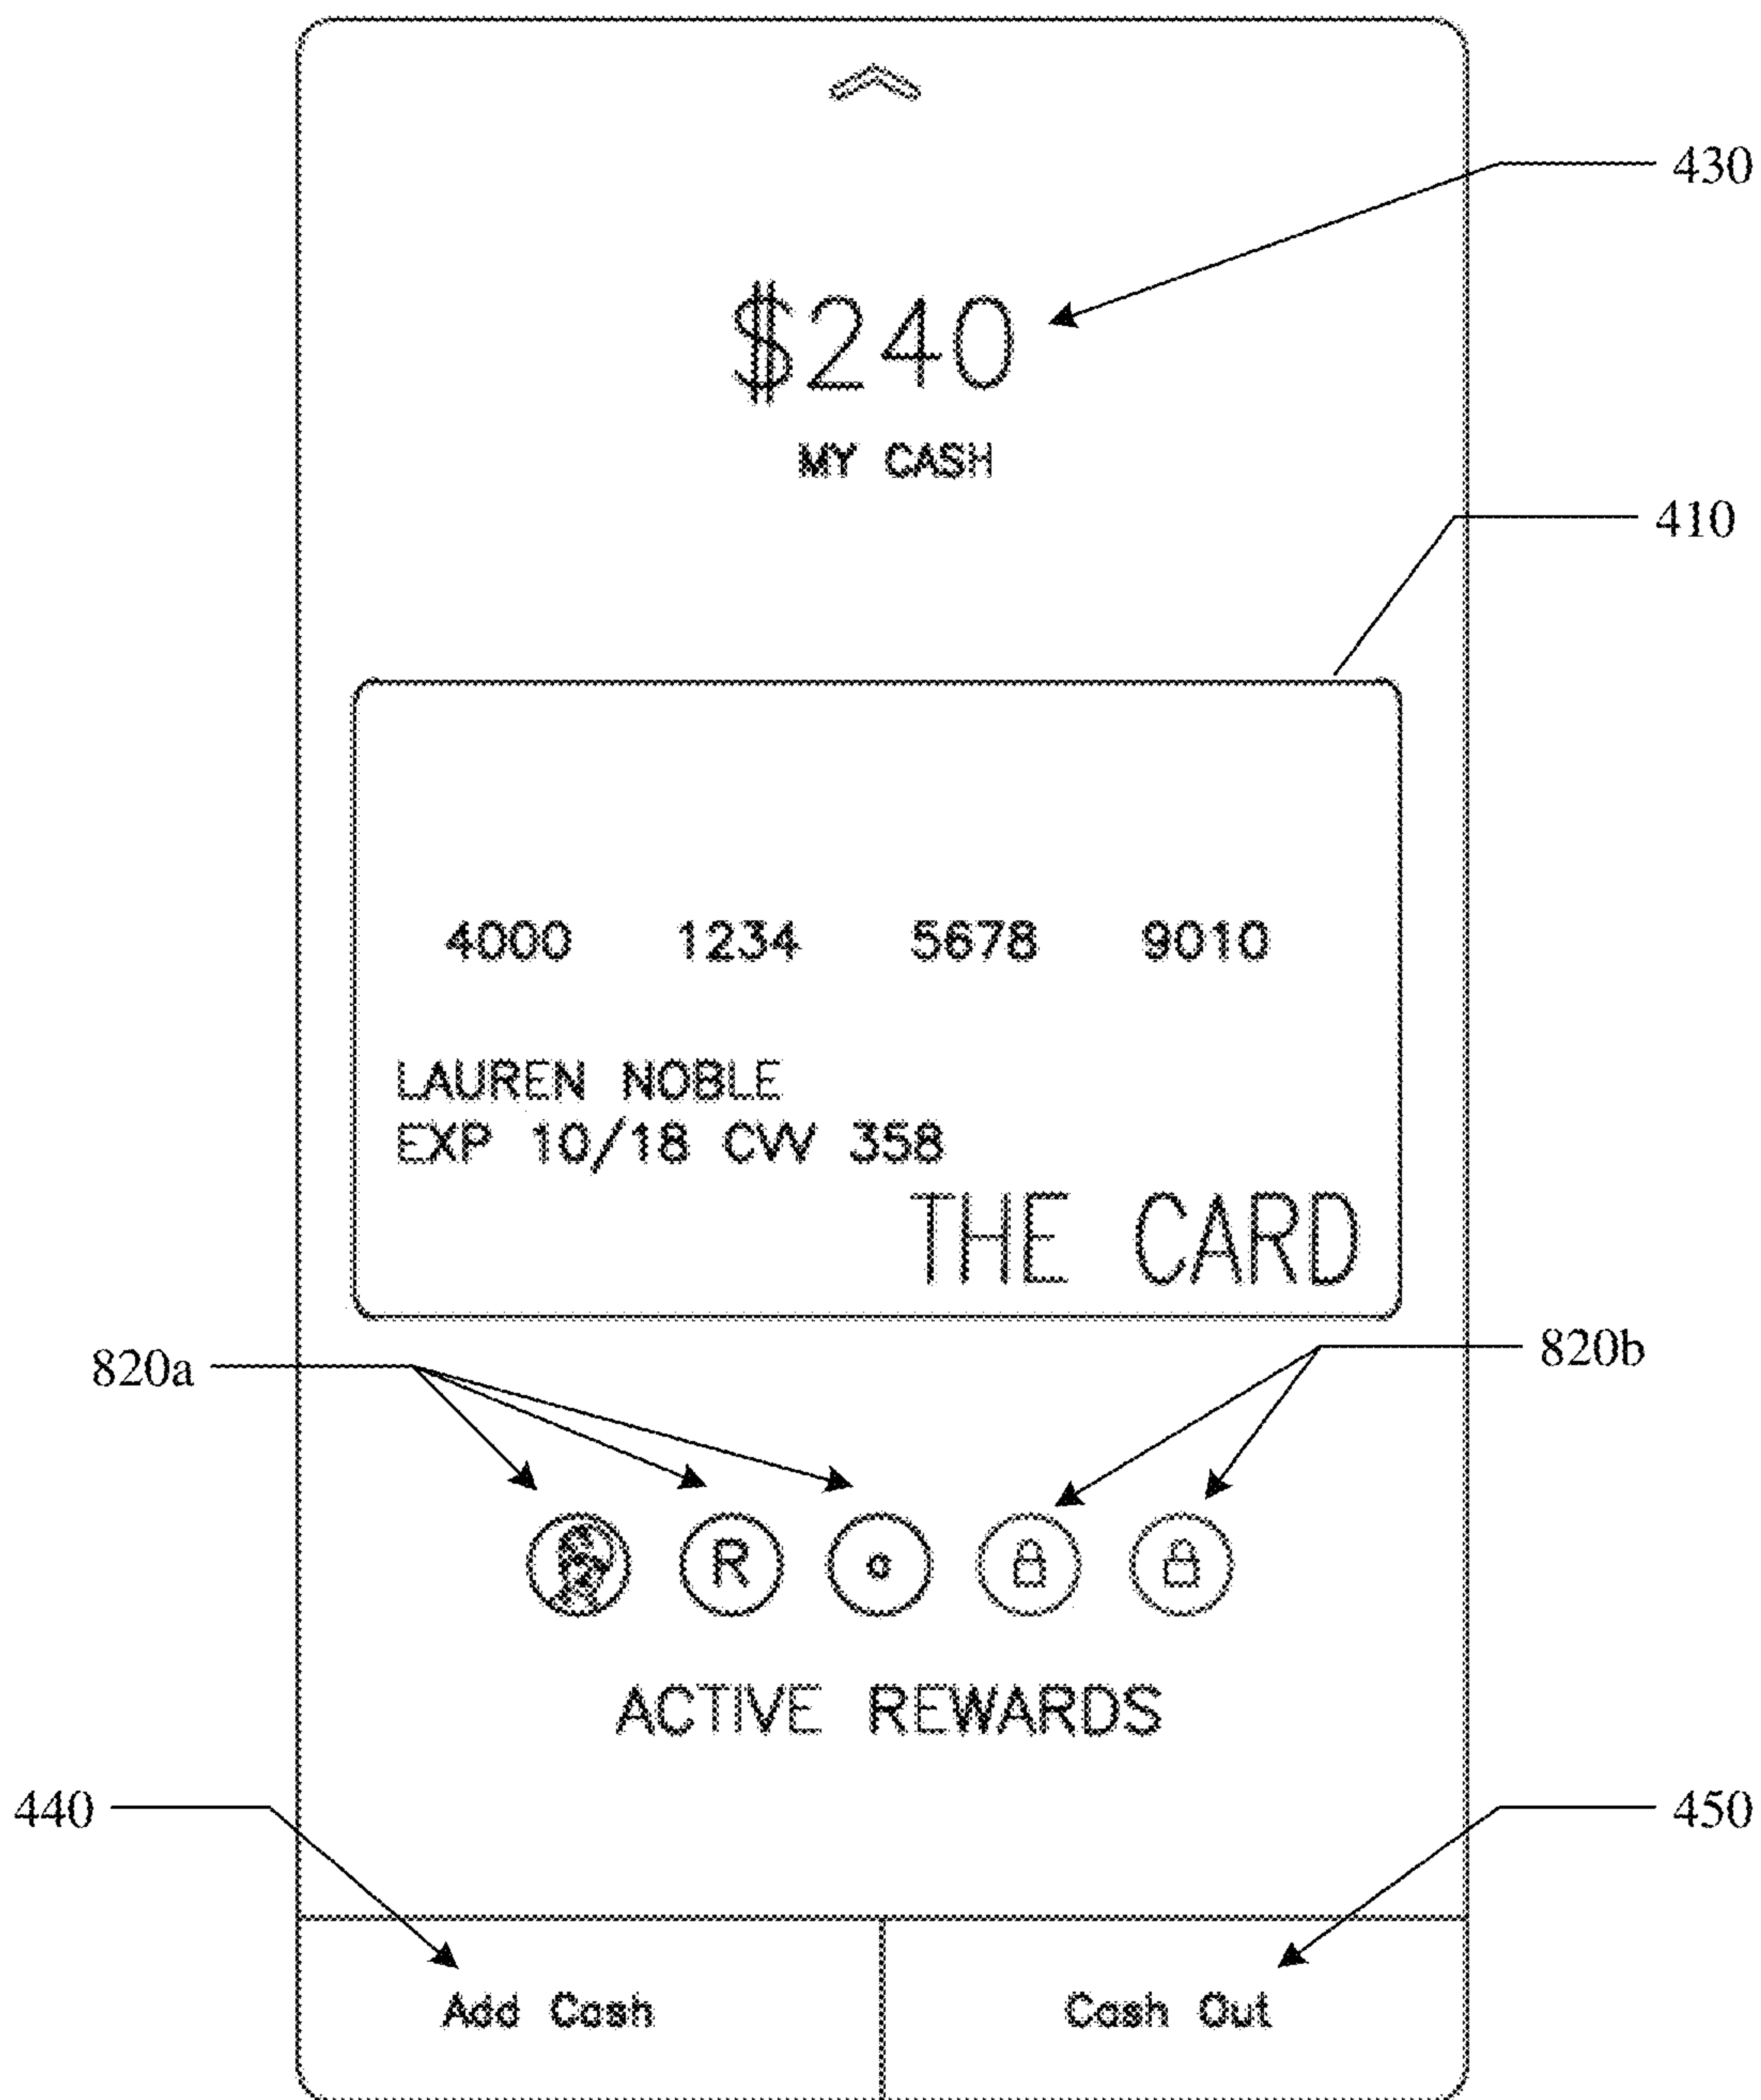 430
$240
MY CASH
410
4000 1234 5678 9010
LAUREN NOBLE
EXP 10/18 CVV 358
THE CARD
820a
820b
R
o
ACTIVE REWARDS
440
450
Add Cash
Cash Out